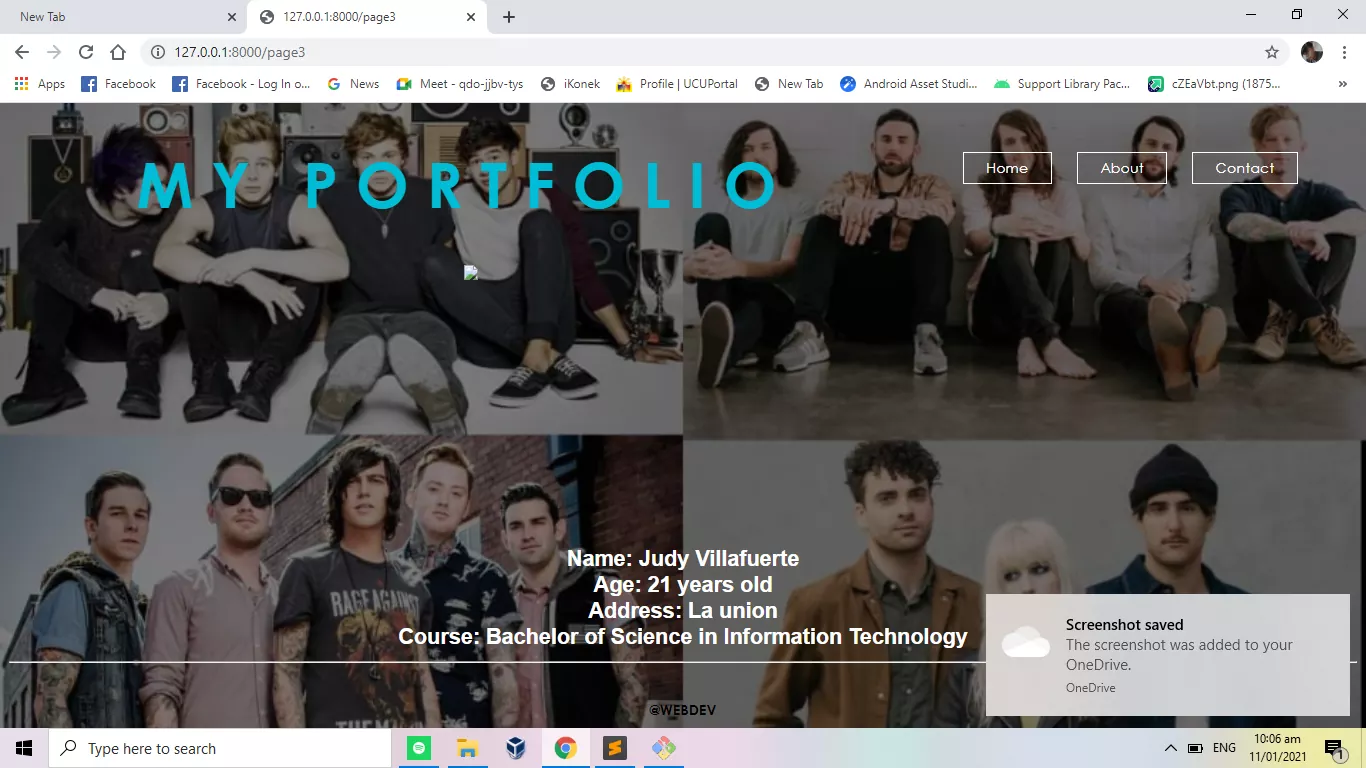 New Tab
127.0.0.1:8000/page3
127.0.0.1:8000/page3
Apps
Facebook
Facebook - Log In o...
News
Meet - qdo-jjbv-tys
iKonek
Profile | UCUPortal
New Tab
Android Asset Studi...
Support Library Pac...
cZEaVbt.png (1875...
»
MY PORTFOLIO
Home
About
Contact
RAGE AGAINST
THEM
Name: Judy Villafuerte
Age: 21 years old
Address: La union
Course: Bachelor of Science in Information Technology
@WEBDEV
Screenshot saved
The screenshot was added to your
OneDrive.
OneDrive
Type here to search
ENG
10:06 am
11/01/2021
1